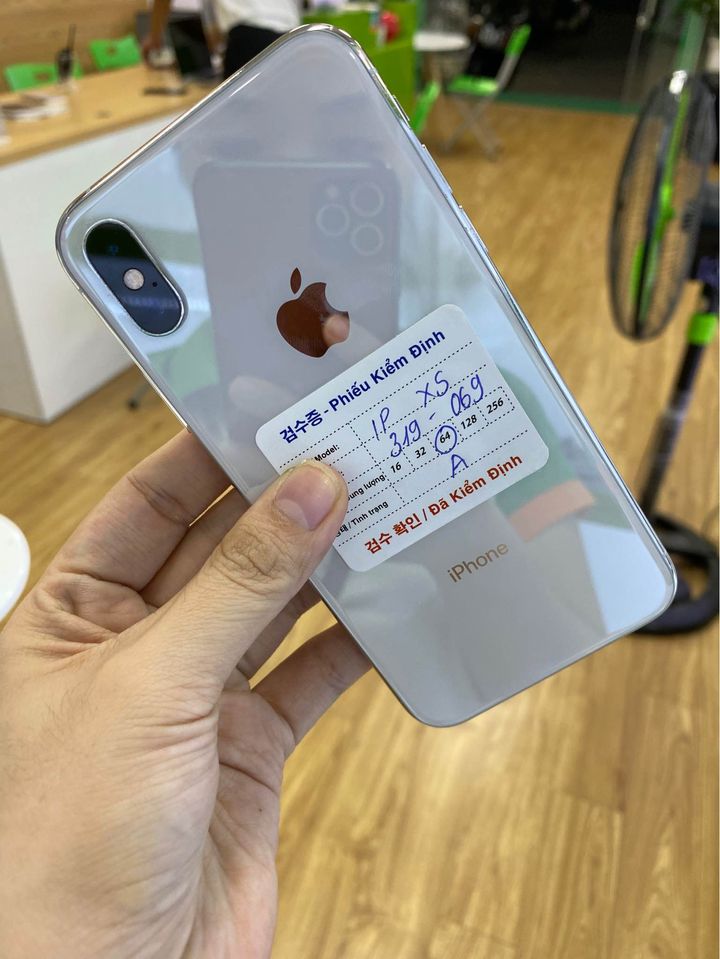 검수증 - Phiếu Kiểm Định
Model: IP XS
319 - 069
ung lượng 16 32 64 128 256
/ Tình trạng A
검수 확인 / Đã Kiểm Định
iPhone